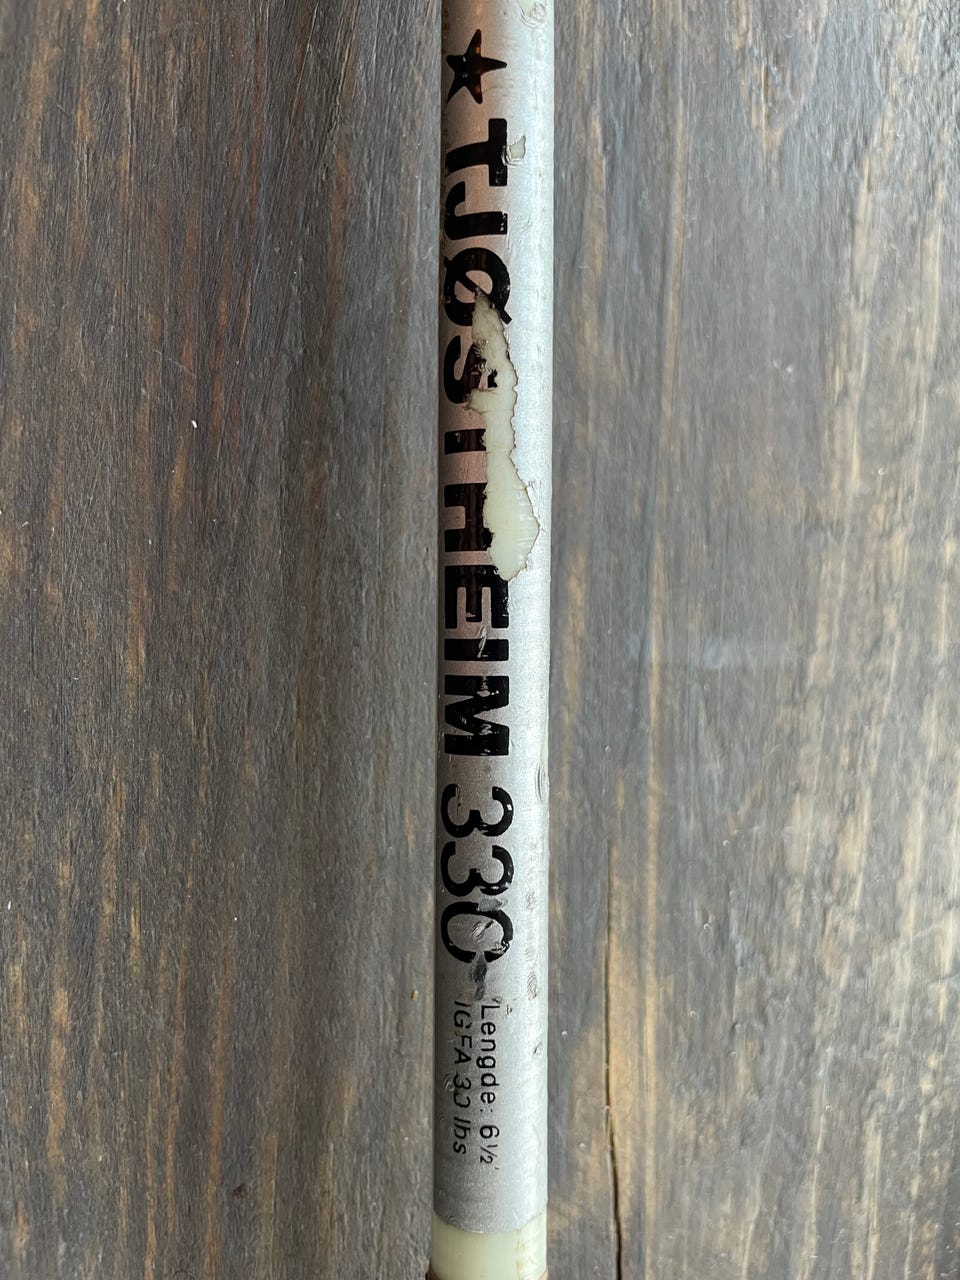 ★ TJØSTHEIM 330
Lengde: 6½'
IGFA 30 lbs